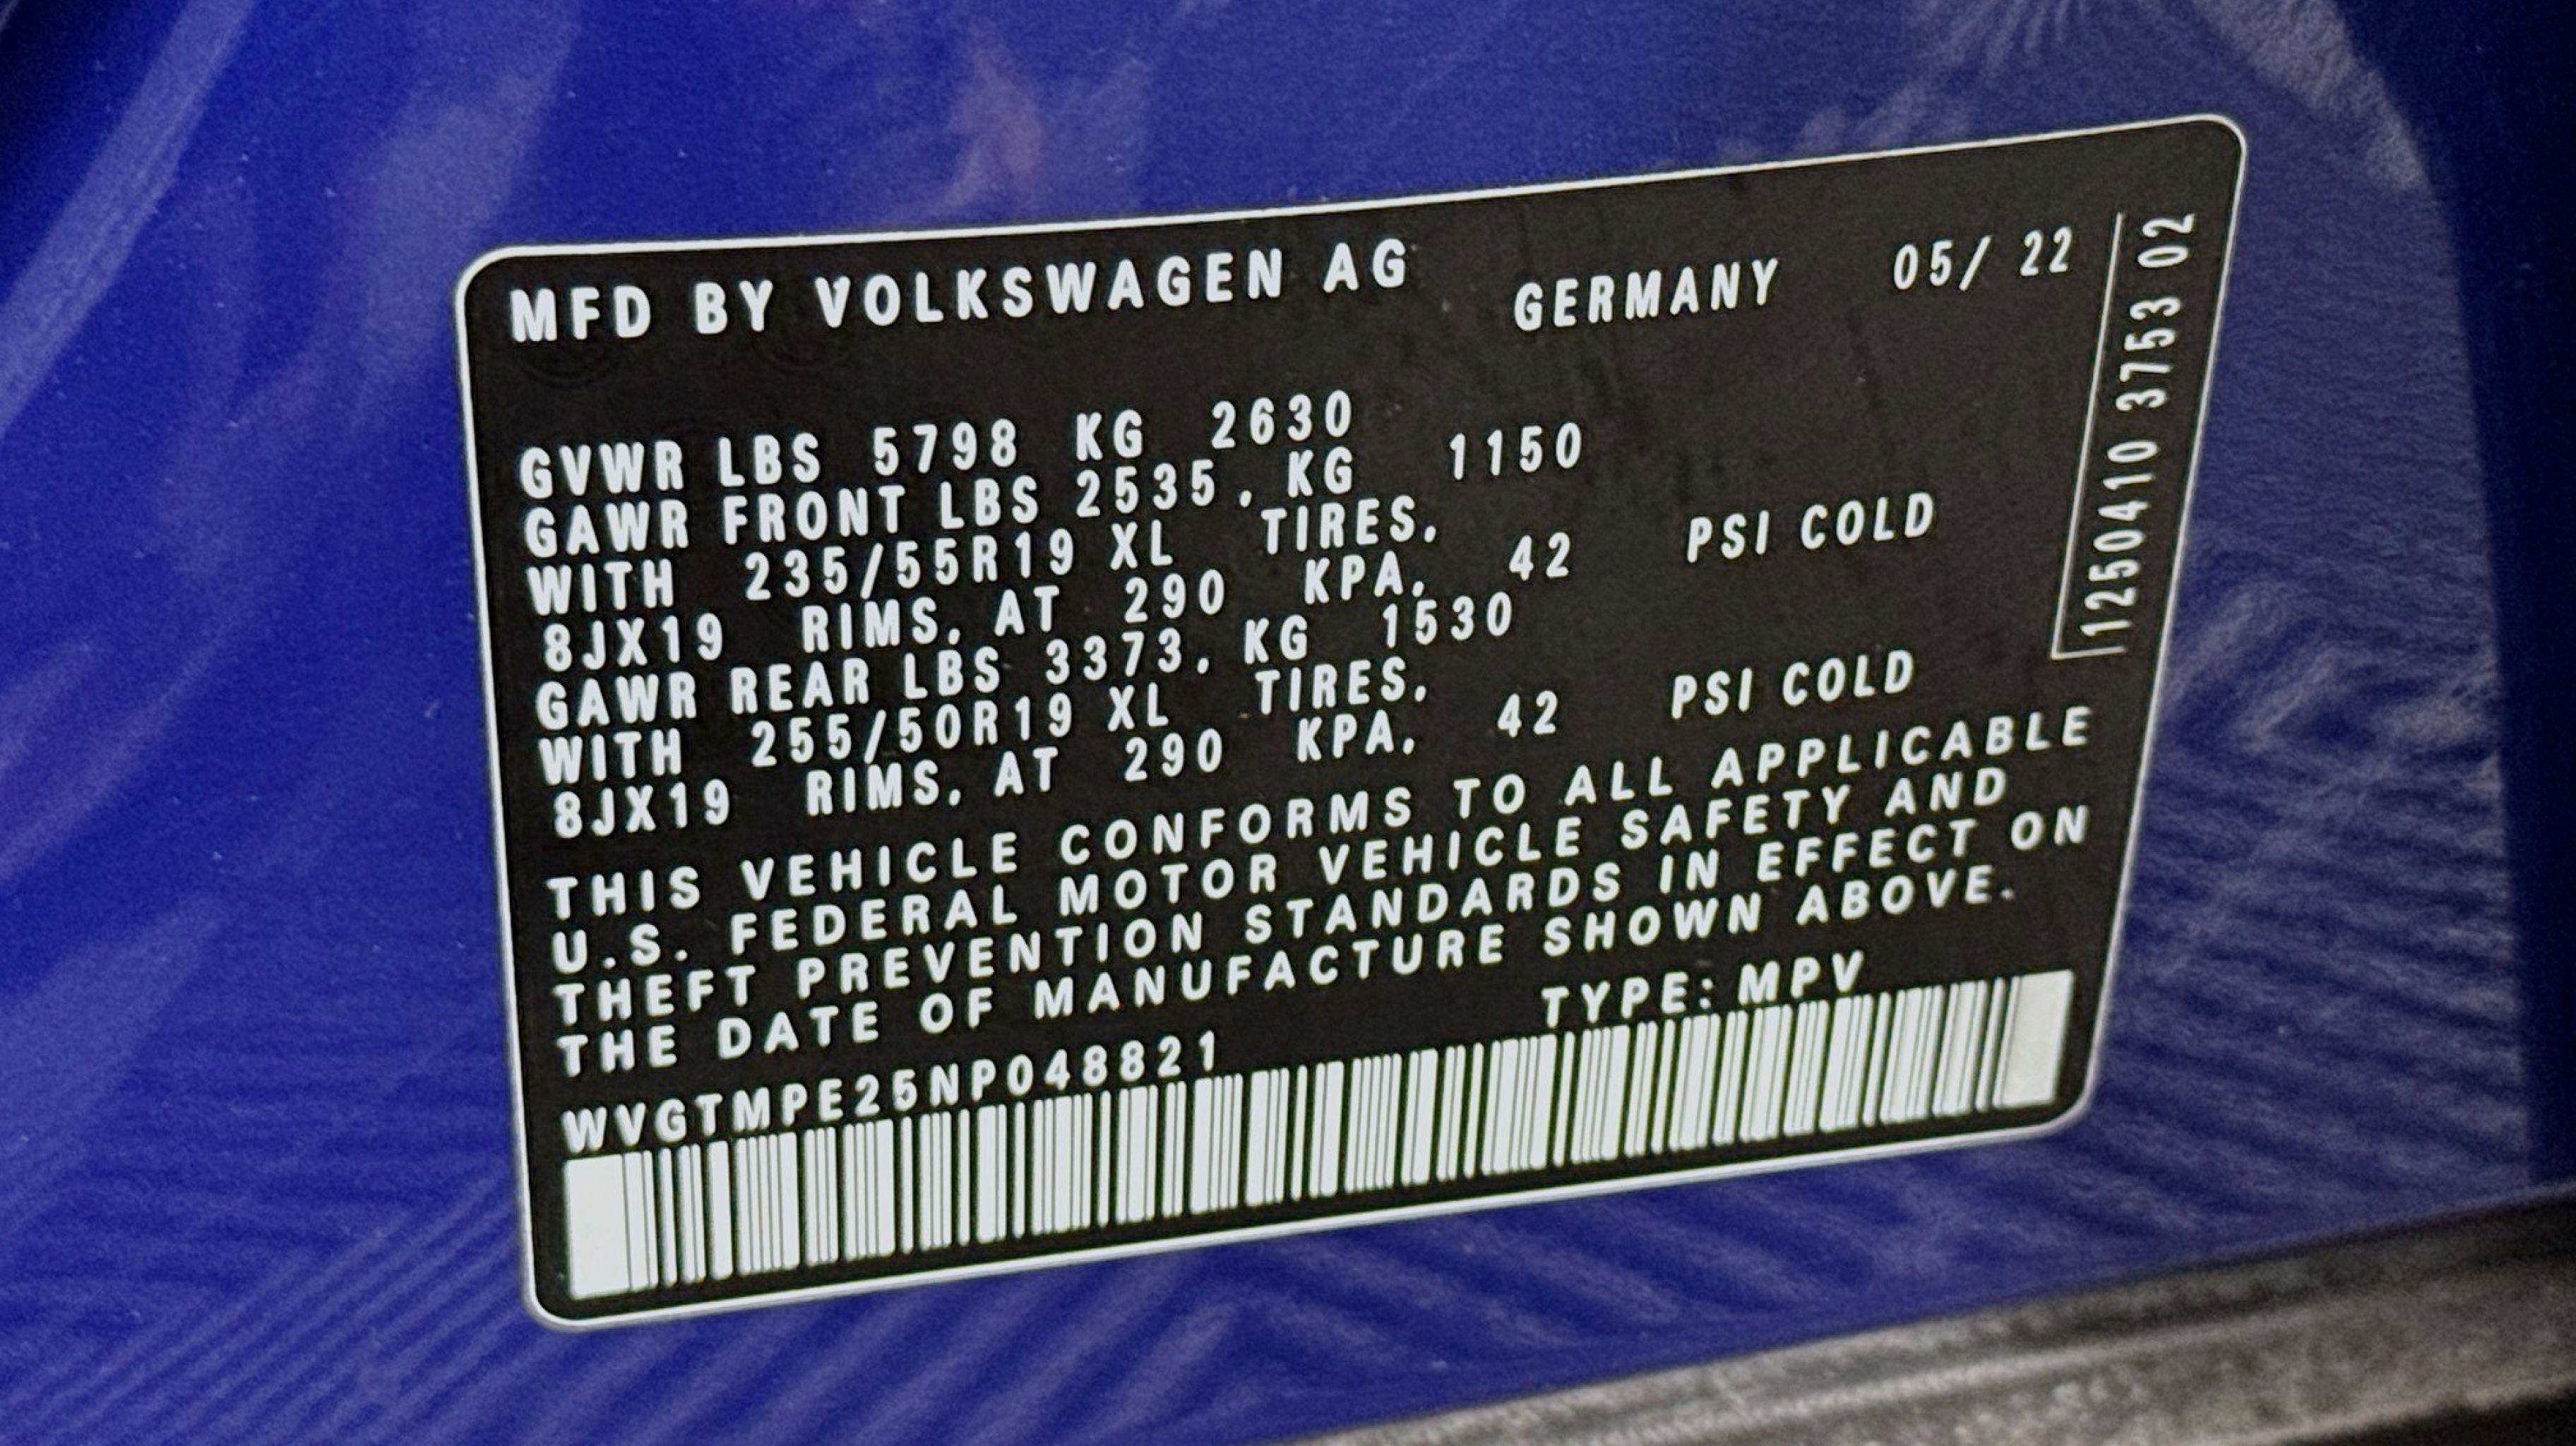 MFD BY VOLKSWAGEN AG GERMANY 05/ 22
GVWR LBS 5798 KG 2630
GAWR FRONT LBS 2535. KG 1150
WITH 235/55R19 XL TIRES.
8JX19 RIMS. AT 290 KPA. 42 PSI COLD
GAWR REAR LBS 3373. KG 1530
WITH 255/50R19 XL TIRES.
8JX19 RIMS. AT 290 KPA. 42 PSI COLD
THIS VEHICLE CONFORMS TO ALL APPLICABLE
U.S. FEDERAL MOTOR VEHICLE SAFETY AND
THEFT PREVENTION STANDARDS IN EFFECT ON
THE DATE OF MANUFACTURE SHOWN ABOVE.
WVGTMPE25NP048821 TYPE: MPV
1250410 3753 02